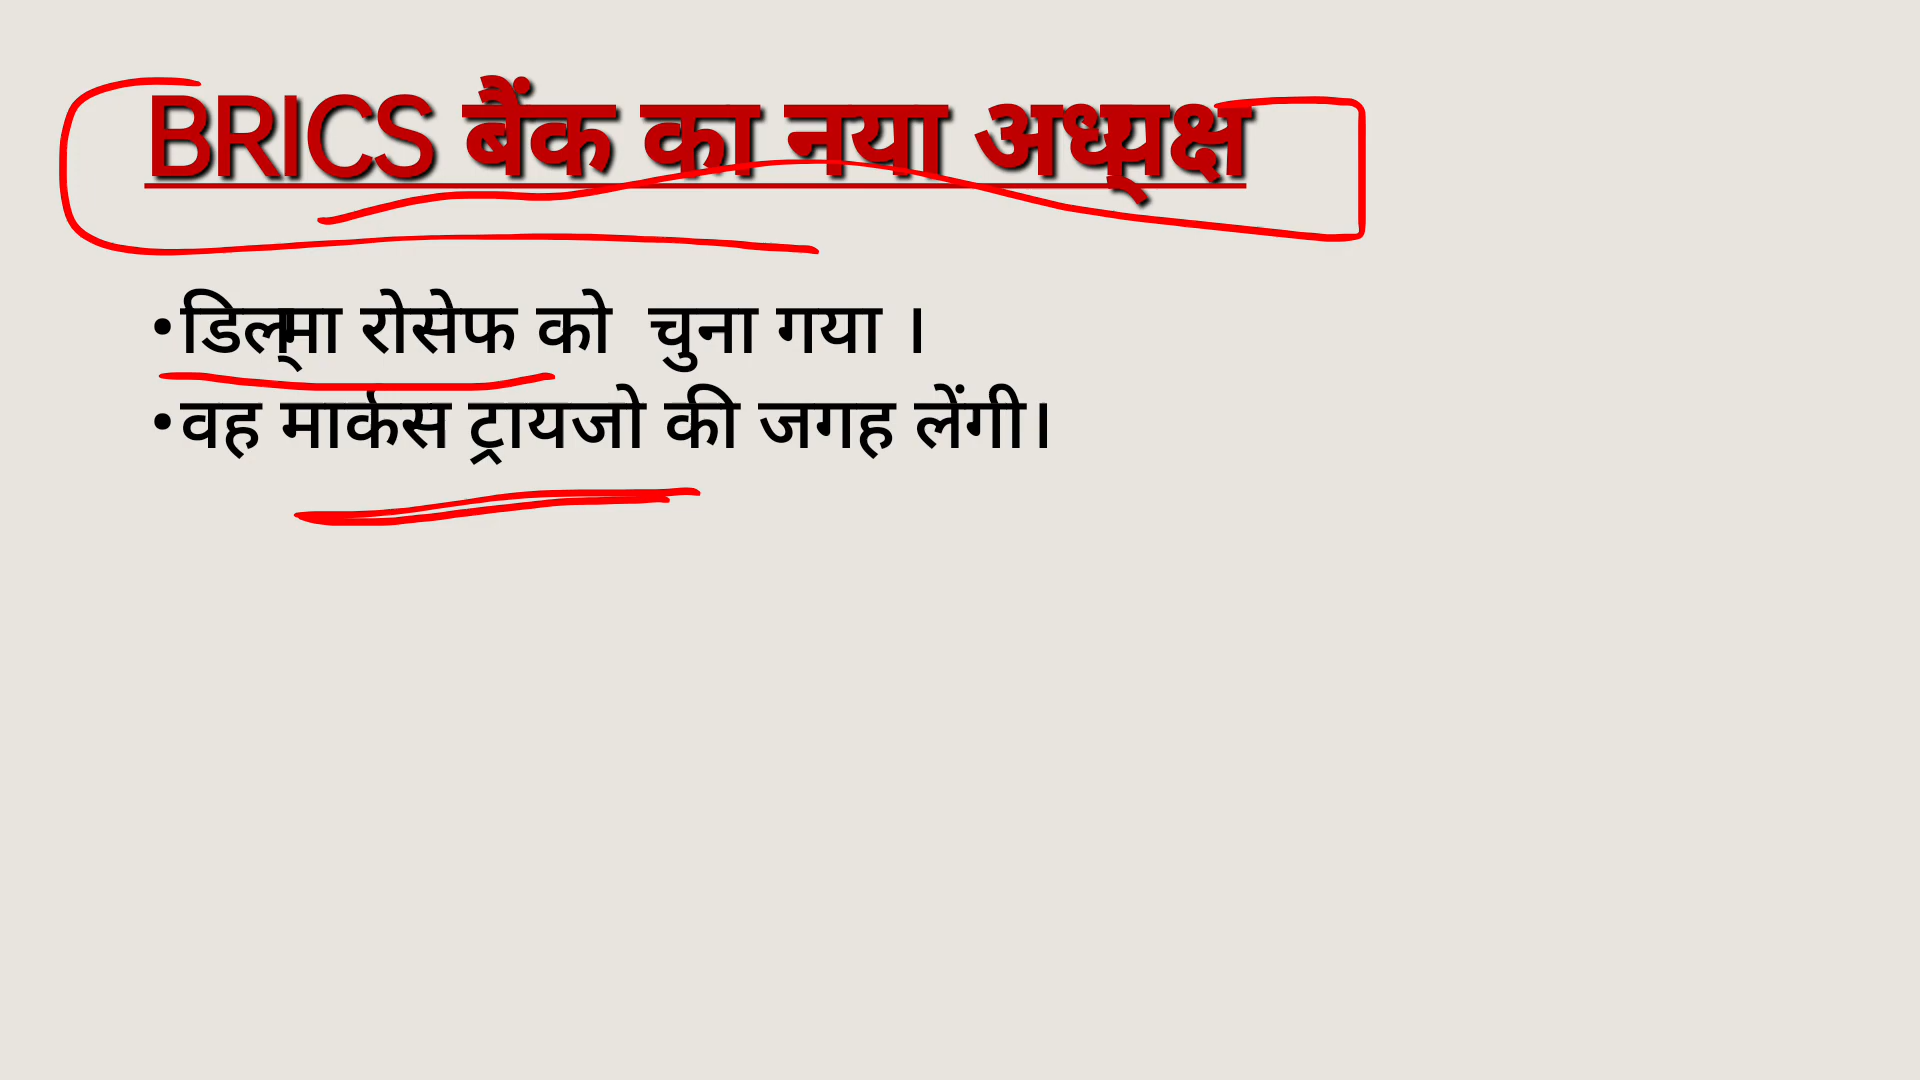 BRICS बैंक का नया अध्यक्ष
•डिल्मा रोसेफ को चुना गया ।
•वह मार्कस ट्रायजो की जगह लेंगी।